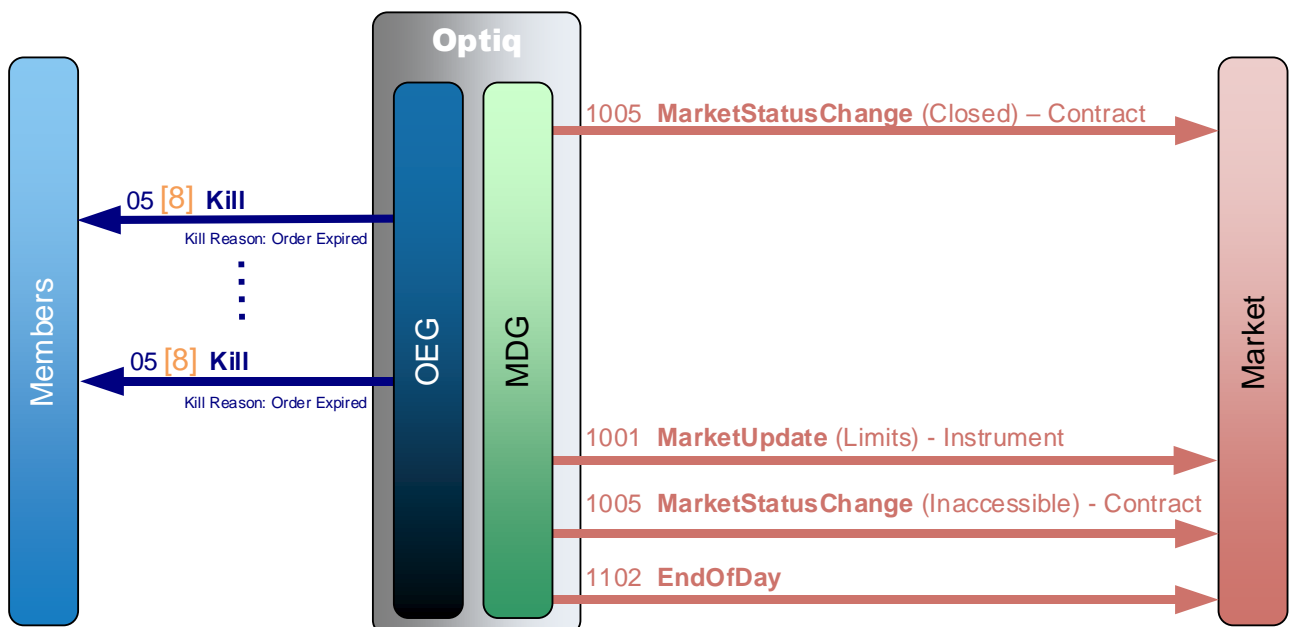 Optiq
1005 MarketStatusChange (Closed) – Contract
05 [8] Kill
Kill Reason: Order Expired
Members
OEG
MDG
Market
05 [8] Kill
Kill Reason: Order Expired
1001 MarketUpdate (Limits) - Instrument
1005 MarketStatusChange (Inaccessible) - Contract
1102 EndOfDay